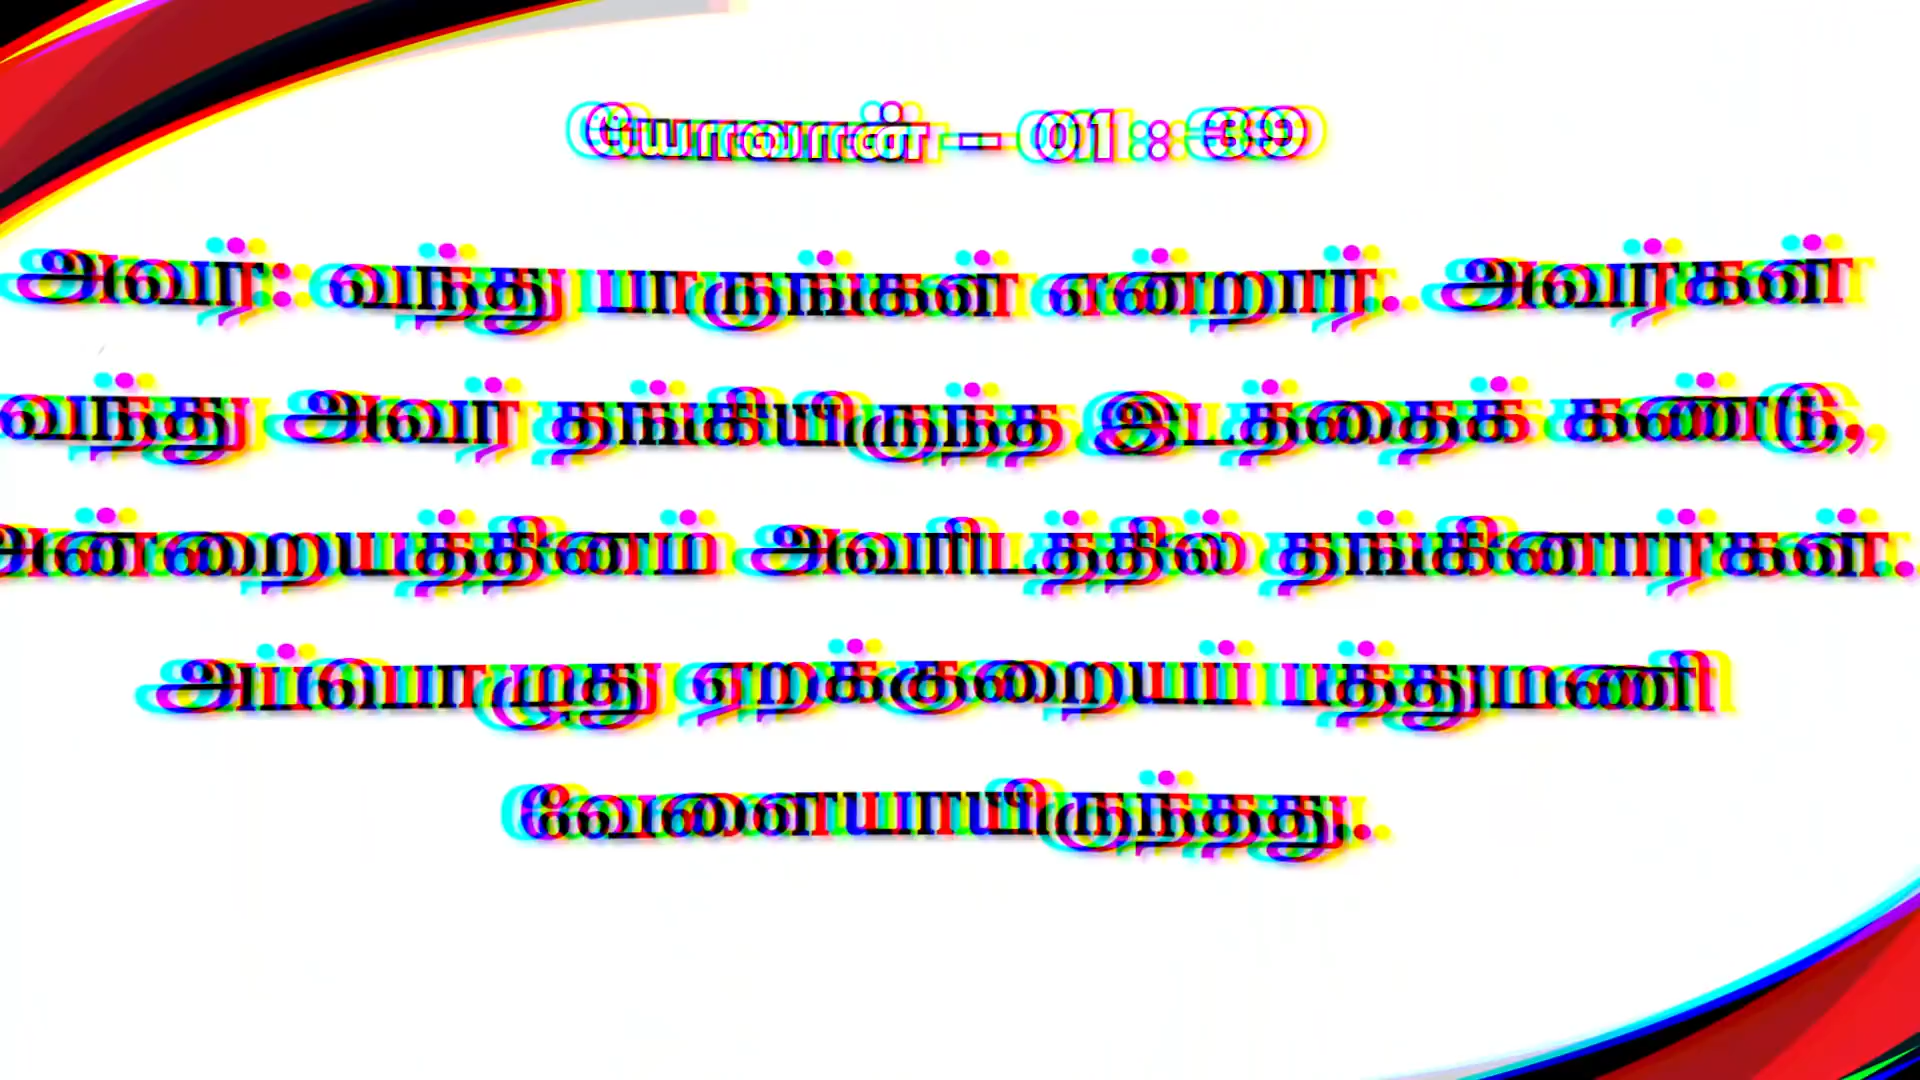 யோவான் - 01 : 39
அவர்: வந்து பாருங்கள் என்றார். அவர்கள்
வந்து அவர் தங்கியிருந்த இடத்தைக் கண்டு,
அன்றையத்தினம் அவரிடத்தில் தங்கினார்கள்.
அப்பொழுது ஏறக்குறையப் பத்துமணி
வேளையாயிருந்தது.